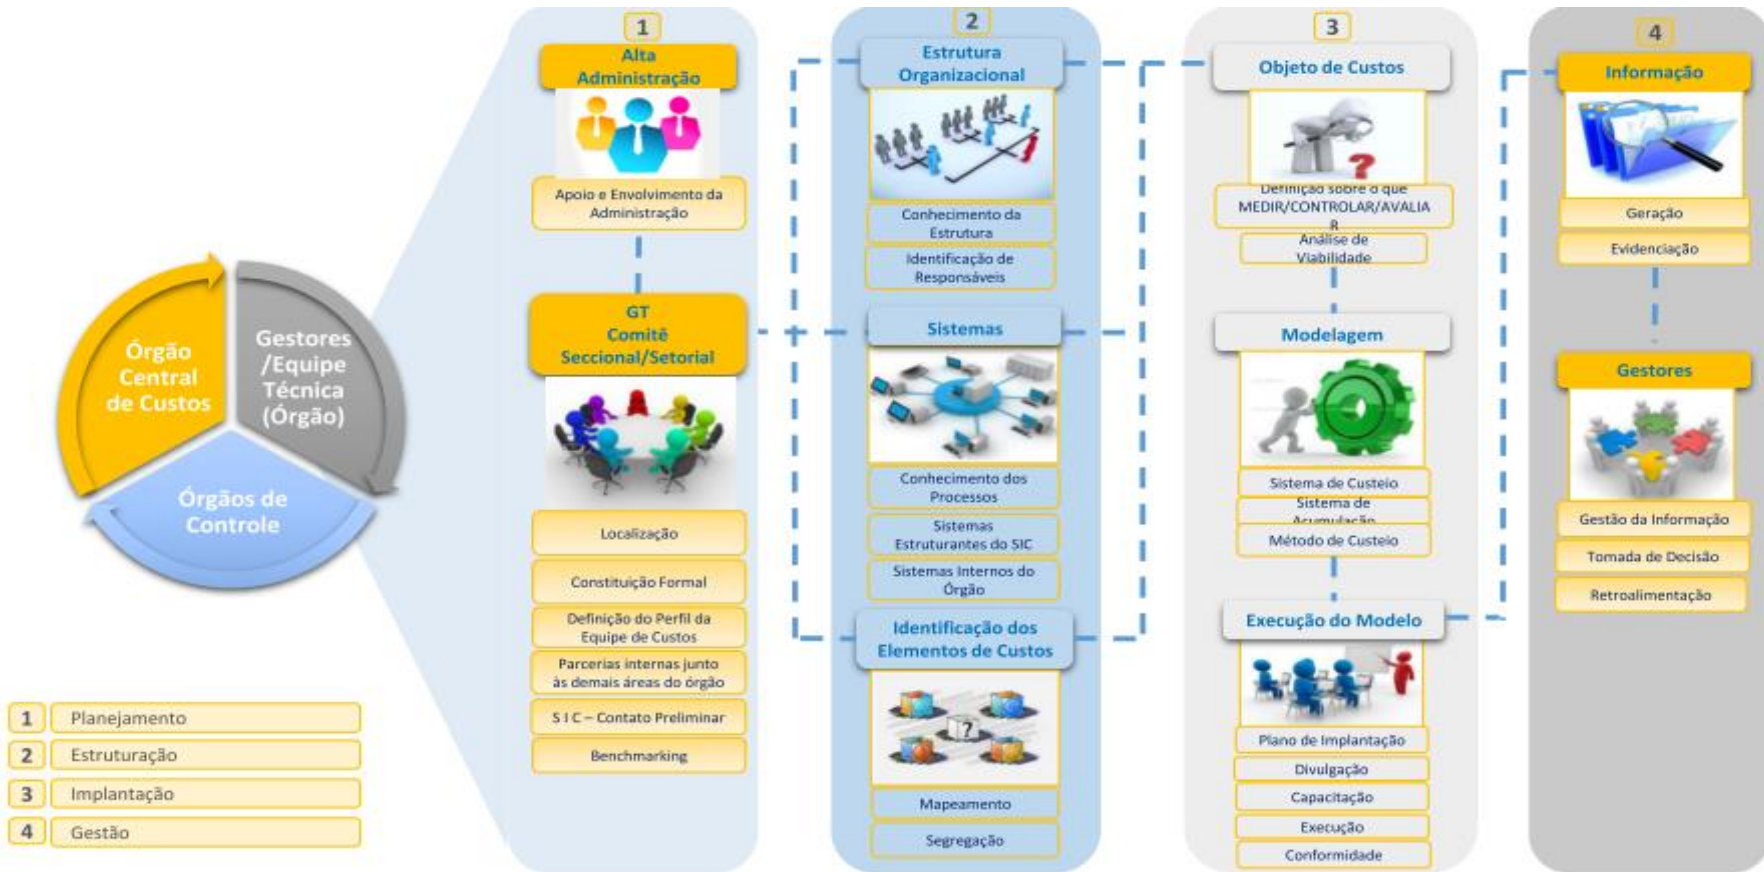 Órgão
Central
de Custos
Gestores
/Equipe
Técnica
(Órgão)
Órgãos de
Controle
1 Planejamento
2 Estruturação
3 Implantação
4 Gestão
1
Alta
Administração
Apoio e Envolvimento da
Administração
GT
Comitê
Seccional/Setorial
Localização
Constituição Formal
Definição do Perfil da
Equipe de Custos
Parcerias internas junto
às demais áreas do órgão
S I C – Contato Preliminar
Benchmarking
2
Estrutura
Organizacional
Conhecimento da
Estrutura
Identificação de
Responsáveis
Sistemas
Conhecimento dos
Processos
Sistemas
Estruturantes do SIC
Sistemas Internos do
Órgão
Identificação dos
Elementos de Custos
?
Mapeamento
Segregação
3
Objeto de Custos
?
Definição sobre o que
MEDIR/CONTROLAR/AVALIA
R
Análise de
Viabilidade
Modelagem
Sistema de Custeio
Sistema de
Acumulação
Método de Custeio
Execução do Modelo
Plano de Implantação
Divulgação
Capacitação
Execução
Conformidade
4
Informação
Geração
Evidenciação
Gestores
Gestão da Informação
Tomada de Decisão
Retroalimentação